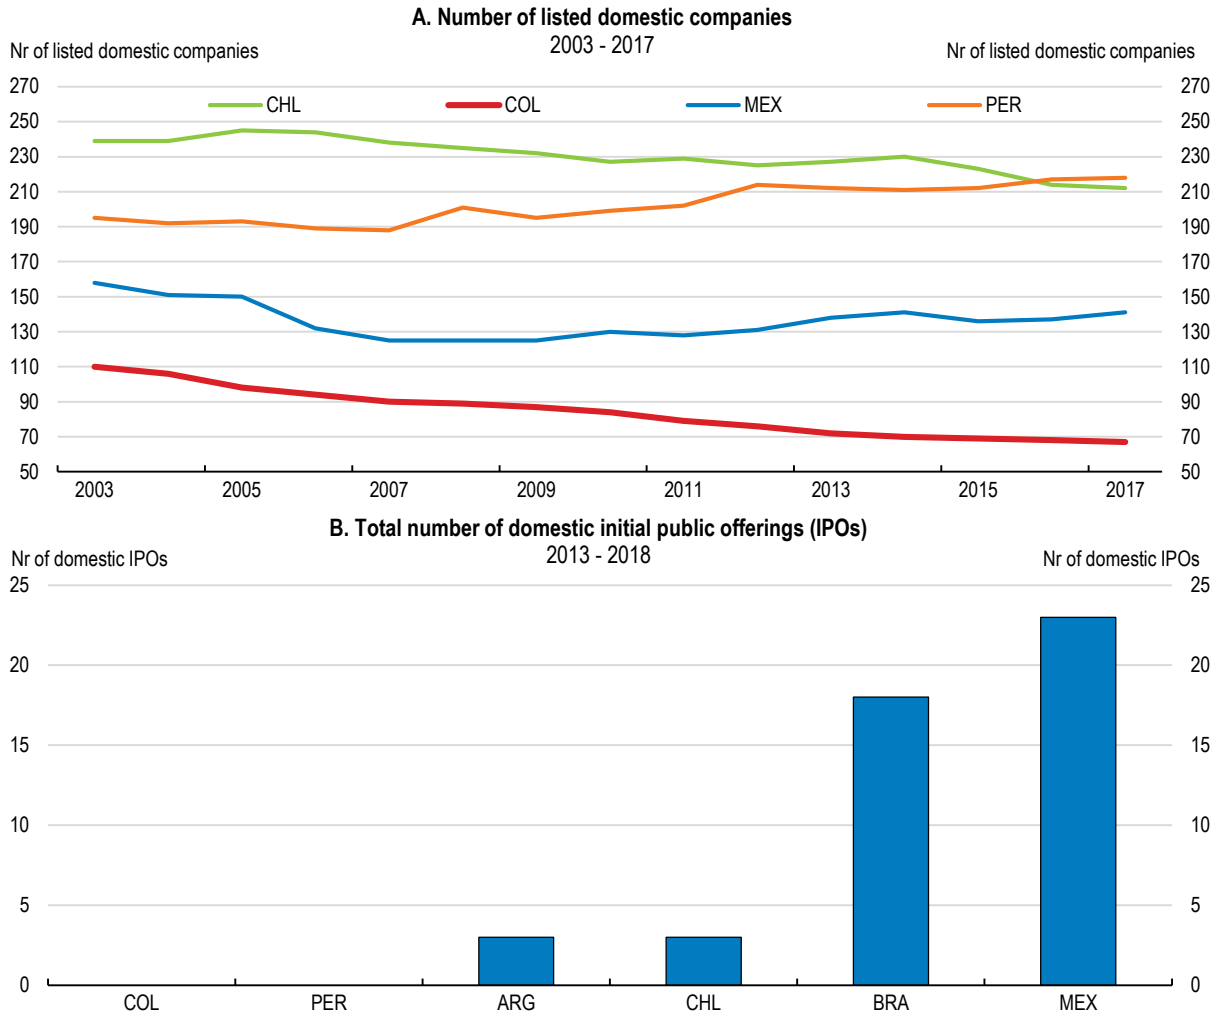 A. Number of listed domestic companies
2003 - 2017
Nr of listed domestic companies Nr of listed domestic companies
270 270
CHL COL MEX PER
250 250
230 230
210 210
190 190
170 170
150 150
130 130
110 110
90 90
70 70
50 50
2003 2005 2007 2009 2011 2013 2015 2017
B. Total number of domestic initial public offerings (IPOs)
2013 - 2018
Nr of domestic IPOs Nr of domestic IPOs
25 25
20 20
15 15
10 10
5 5
0 0
COL PER ARG CHL BRA MEX